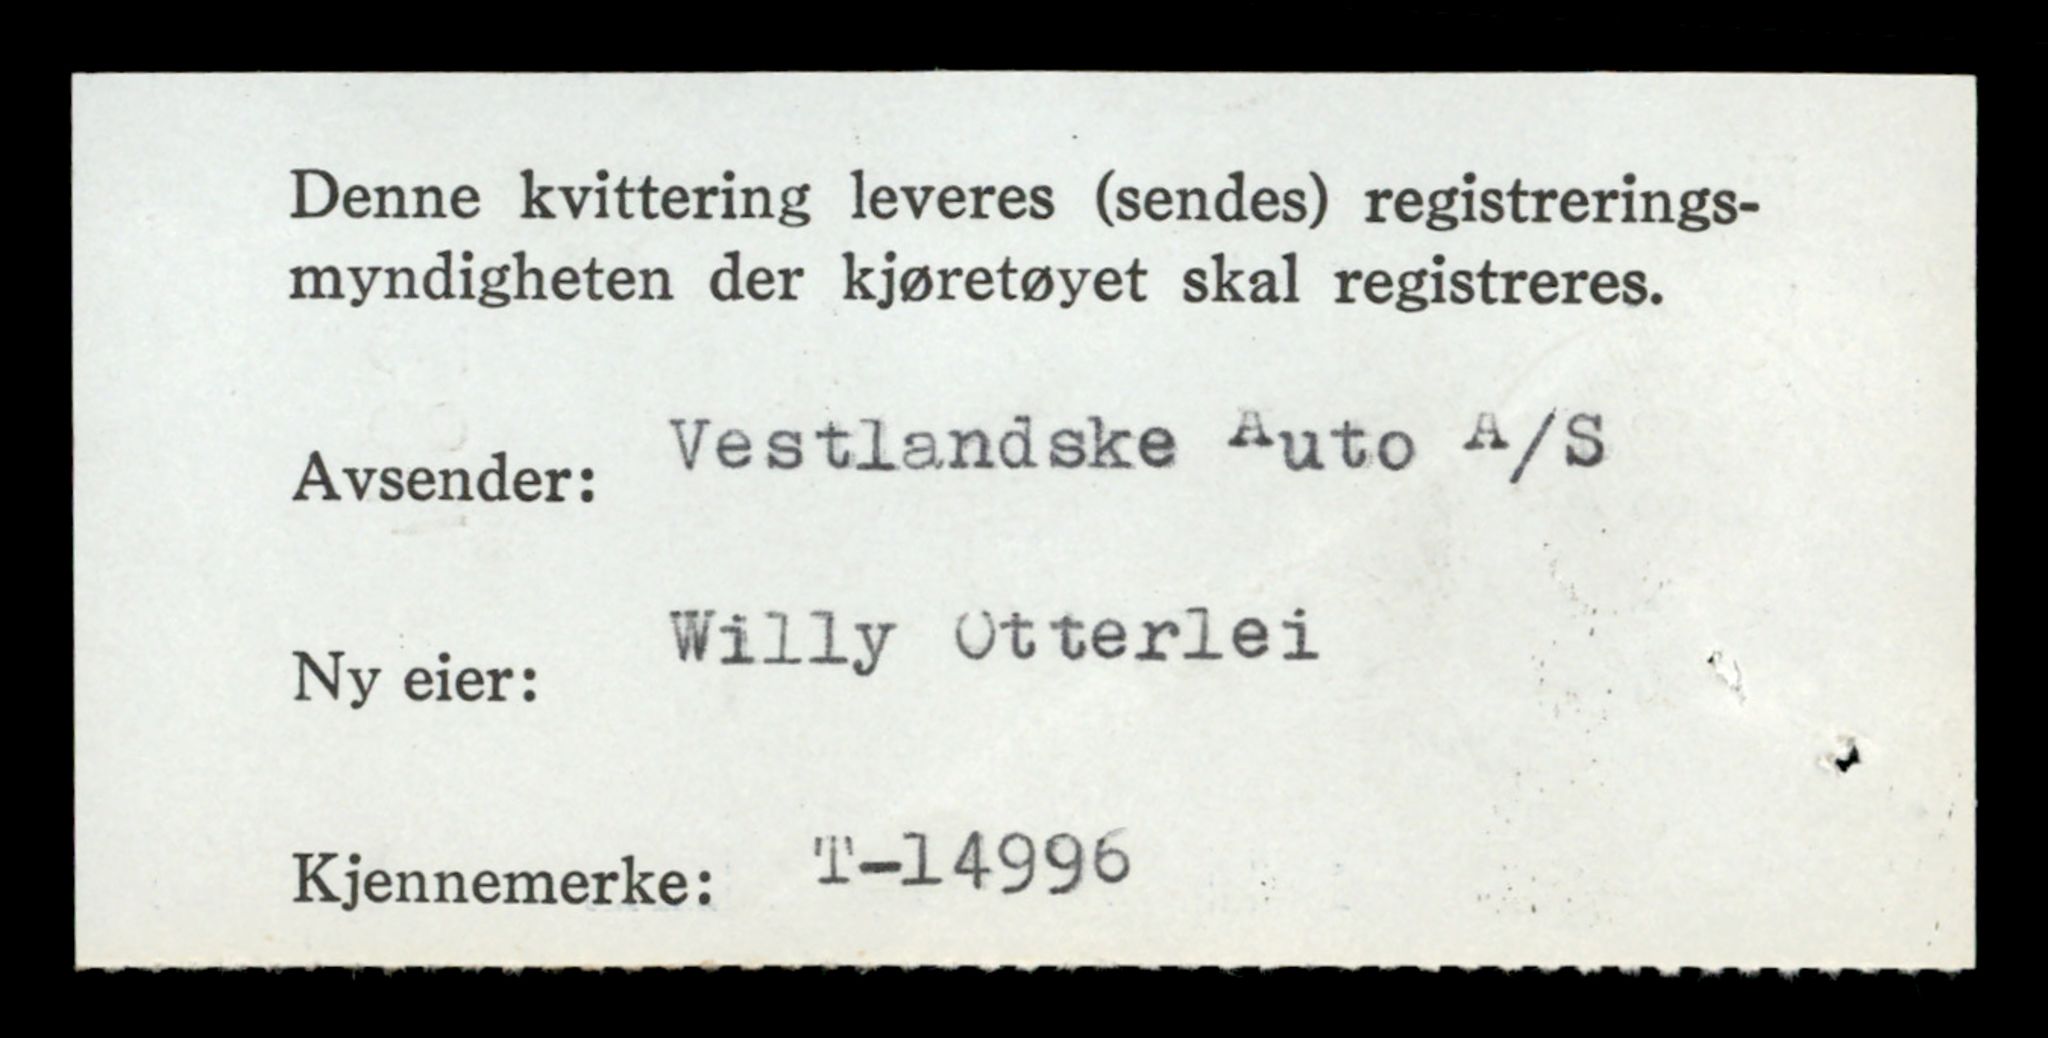 Denne kvittering leveres (sendes) registrerings-
myndigheten der kjøretøyet skal registreres.
Avsender: Vestlandske Auto A/S
Ny eier: Willy Otterlei
Kjennemerke: T-14996